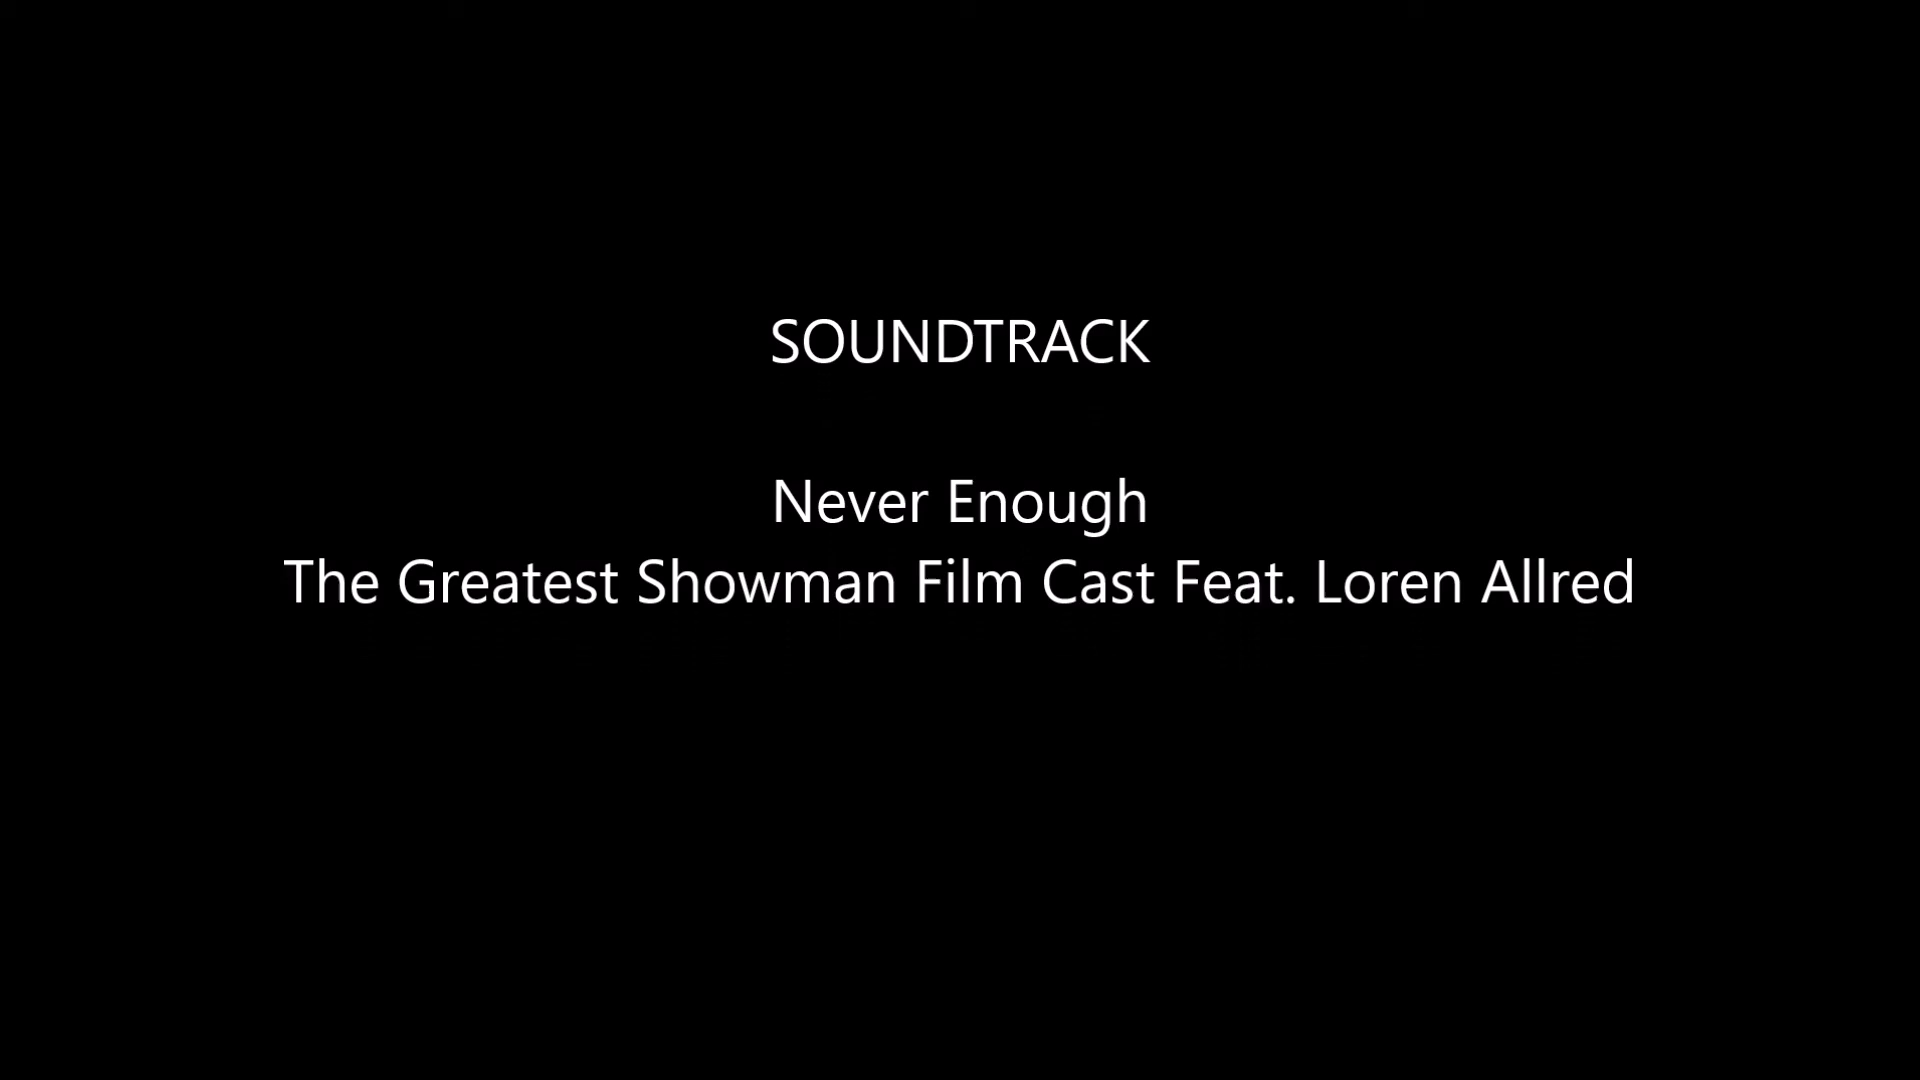 SOUNDTRACK
Never Enough
The Greatest Showman Film Cast Feat. Loren Allred